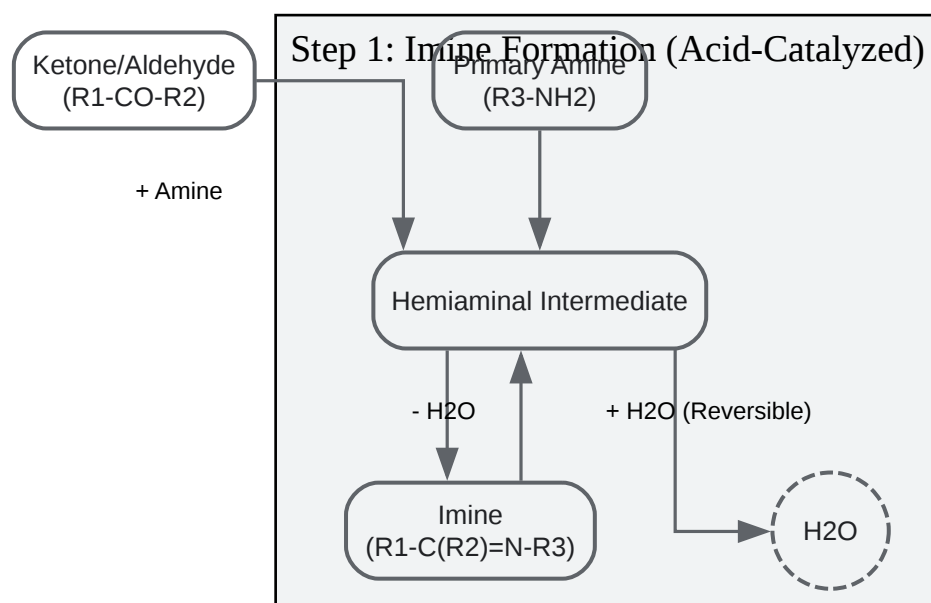 Step 1: Imine Formation (Acid-Catalyzed)
Ketone/Aldehyde
(R1-CO-R2)
Primary Amine
(R3-NH2)
+ Amine
Hemiaminal Intermediate
- H2O
+ H2O (Reversible)
Imine
(R1-C(R2)=N-R3)
H2O